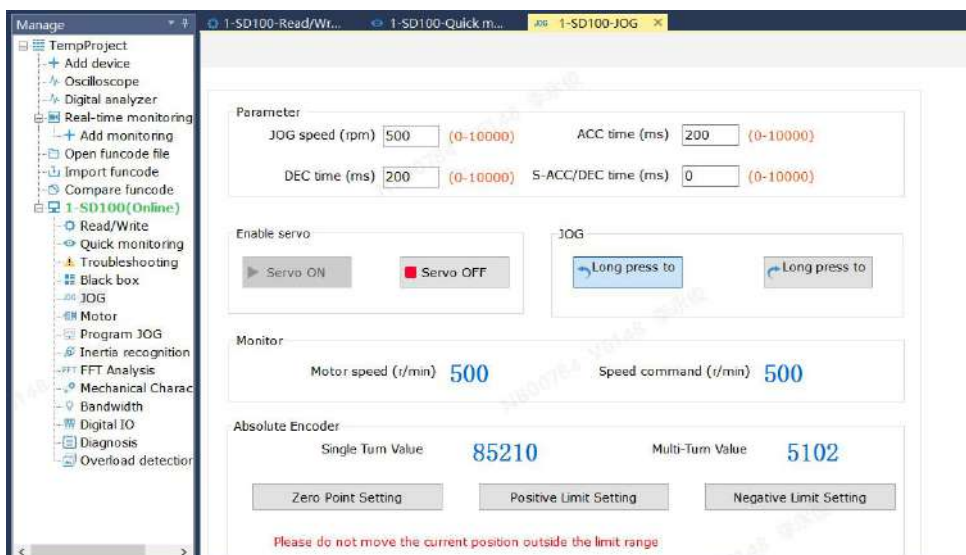 Manage
1-SD100-Read/Wr...
1-SD100-Quick m...
JOG 1-SD100-JOG ×
TempProject
Add device
Oscilloscope
Digital analyzer
Real-time monitoring
Add monitoring
Open funcode file
Import funcode
Compare funcode
1-SD100(Online)
Read/Write
Quick monitoring
Troubleshooting
Black box
JOG JOG
Motor
Program JOG
Inertia recognition
FFT FFT Analysis
Mechanical Charac
Bandwidth
Digital IO
Diagnosis
Overload detection
Parameter
JOG speed (rpm) 500 (0-10000) ACC time (ms) 200 (0-10000)
DEC time (ms) 200 (0-10000) S-ACC/DEC time (ms) 0 (0-10000)
Enable servo
Servo ON Servo OFF
JOG
Long press to Long press to
Monitor
Motor speed (r/min) 500 Speed command (r/min) 500
Absolute Encoder
Single Turn Value 85210 Multi-Turn Value 5102
Zero Point Setting Positive Limit Setting Negative Limit Setting
Please do not move the current position outside the limit range